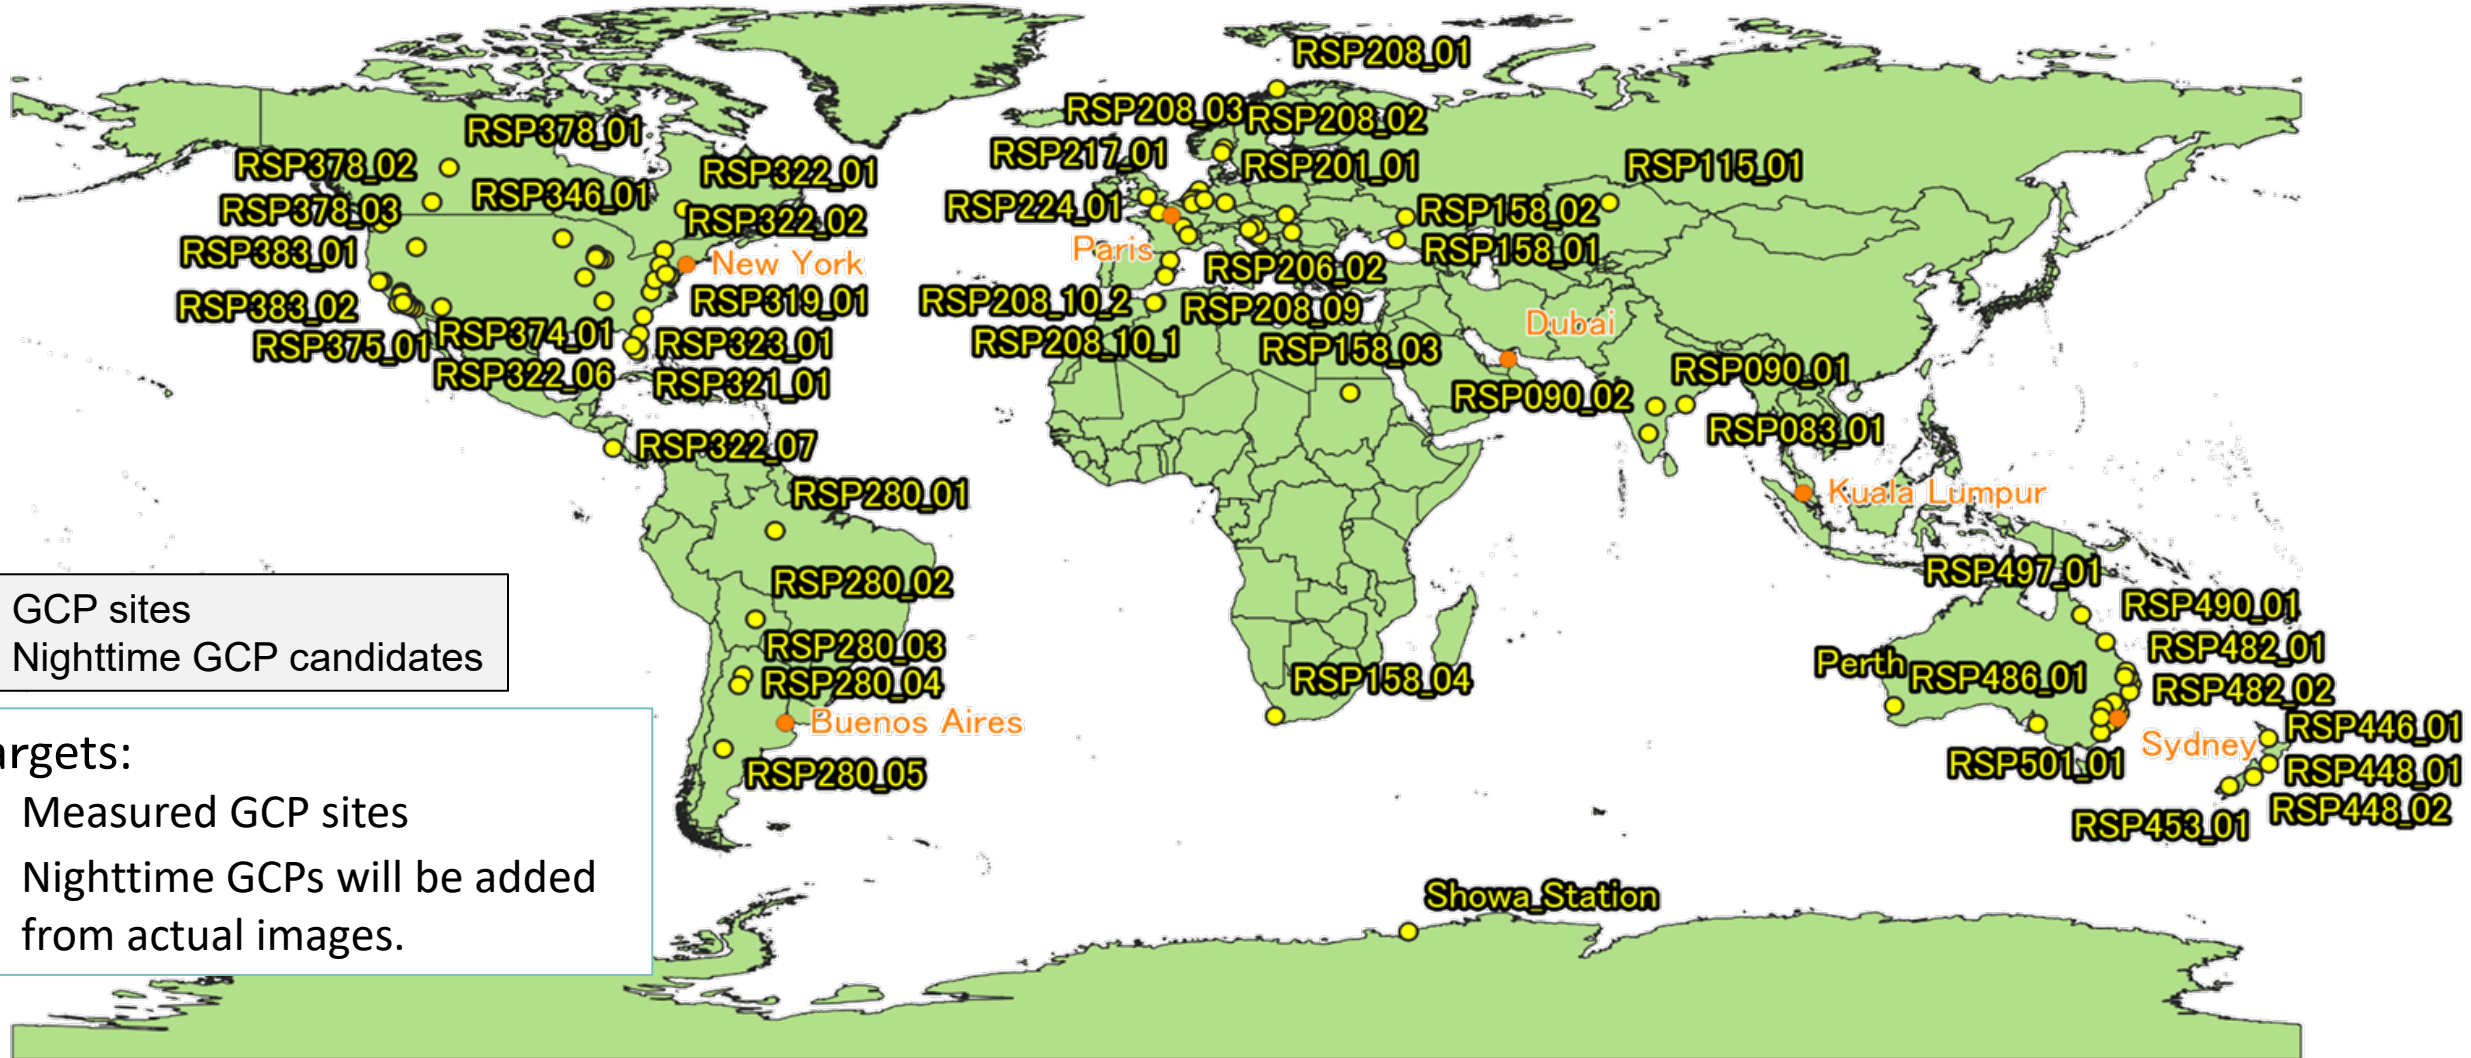 RSP208_01
RSP208_03
RSP208_02
RSP378_01
RSP217_01
RSP201_01
RSP378_02
RSP322_01
RSP115_01
RSP346_01
RSP378_03
RSP224_01
RSP158_02
RSP322_02
RSP383_01
Paris
RSP158_01
New York
RSP206_02
RSP383_02
RSP319_01
RSP208_10_2
RSP208_09
Dubai
RSP375_01
RSP374_01
RSP323_01
RSP208_10_1
RSP158_03
RSP322_06
RSP321_01
RSP090_01
RSP090_02
RSP083_01
RSP322_07
RSP280_01
Kuala Lumpur
RSP497_01
RSP280_02
RSP490_01
GCP sites
Nighttime GCP candidates
RSP280_03
RSP482_01
Perth
RSP486_01
RSP280_04
RSP158_04
RSP482_02
Buenos Aires
RSP446_01
Sydney
RSP501_01
RSP280_05
RSP448_01
RSP448_02
RSP453_01
argets:
Measured GCP sites
Nighttime GCPs will be added
from actual images.
Showa_Station